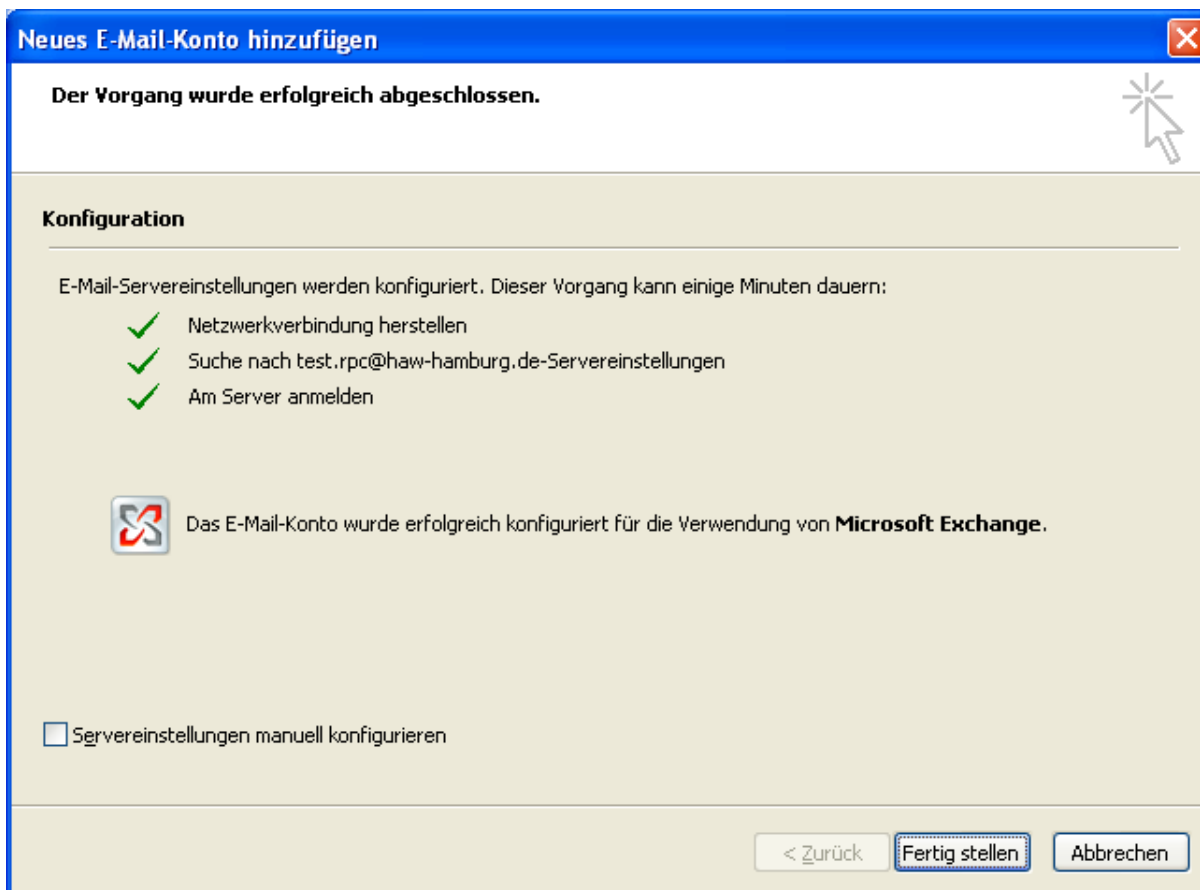 Neues E-Mail-Konto hinzufügen
Der Vorgang wurde erfolgreich abgeschlossen.
Konfiguration
E-Mail-Servereinstellungen werden konfiguriert. Dieser Vorgang kann einige Minuten dauern:
Netzwerkverbindung herstellen
Suche nach test.rpc@haw-hamburg.de-Servereinstellungen
Am Server anmelden
Das E-Mail-Konto wurde erfolgreich konfiguriert für die Verwendung von Microsoft Exchange.
Servereinstellungen manuell konfigurieren
< Zurück Fertig stellen Abbrechen